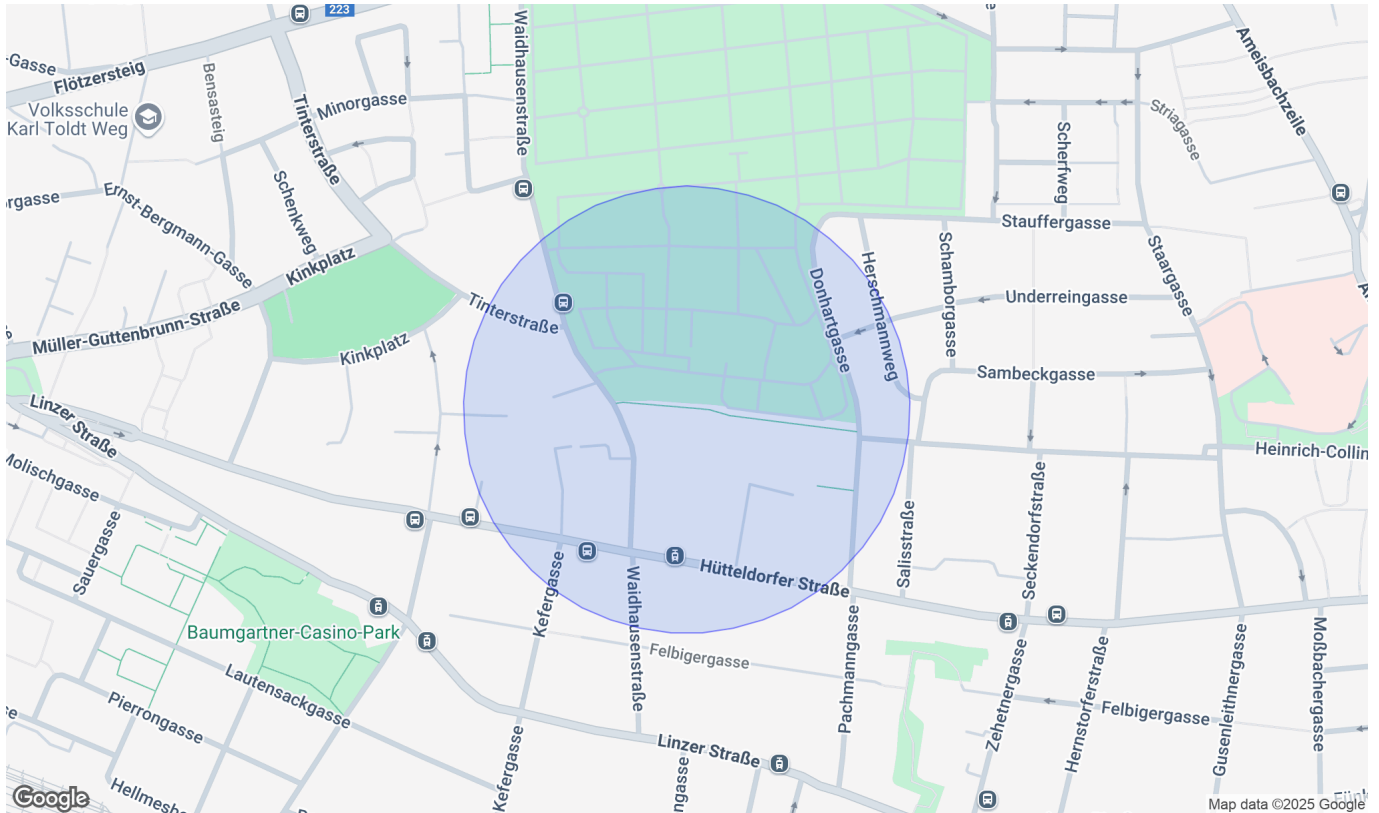 223
-Gasse
Flötzersteig
Bensasteig
Volksschule
Karl Toldt Weg
Minorgasse
Tinterstraße
Waidhausenstraße
Ameisbachzeile
Striagasse
Scherfweg
Schenkweg
Ernst-Bergmann-Gasse
Kinkplatz
Stauffergasse
Staargasse
Schamborgasse
Herschmannweg
Donhartgasse
Underreingasse
Tinterstraße
Müller-Guttenbrunn-Straße
Kinkplatz
Sambeckgasse
Linzer Straße
Molischgasse
Heinrich-Collin
Sauergasse
Salisstraße
Seckendorfstraße
Hütteldorfer Straße
Kefergasse
Waidhausenstraße
Baumgartner-Casino-Park
Felbigergasse
Lautensackgasse
Pierrongasse
Pachmanngasse
Zehetnergasse
Hernstorferstraße
Felbigergasse
Gusenleithnergasse
Moßbachergasse
Linzer Straße
Kefergasse
ngasse
Hellmesbe
Google
Map data ©2025 Google